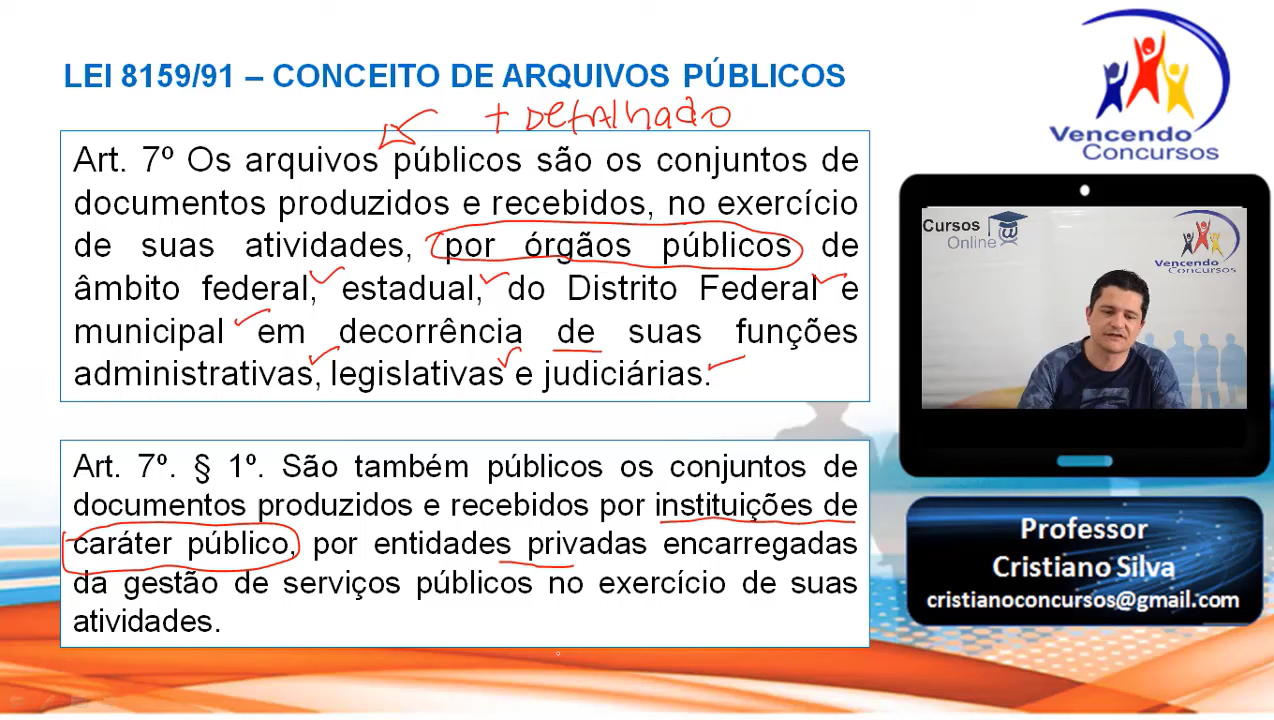 LEI 8159/91 – CONCEITO DE ARQUIVOS PÚBLICOS
+ Detalhado
Art. 7º Os arquivos públicos são os conjuntos de
documentos produzidos e recebidos, no exercício
de suas atividades, por órgãos públicos de
âmbito federal, estadual, do Distrito Federal e
municipal em decorrência de suas funções
administrativas, legislativas e judiciárias.
Art. 7º. § 1º. São também públicos os conjuntos de
documentos produzidos e recebidos por instituições de
caráter público, por entidades privadas encarregadas
da gestão de serviços públicos no exercício de suas
atividades.
Vencendo
Concursos
Cursos
Online
@
Vencendo
Concursos
Professor
Cristiano Silva
cristianoconcursos@gmail.com